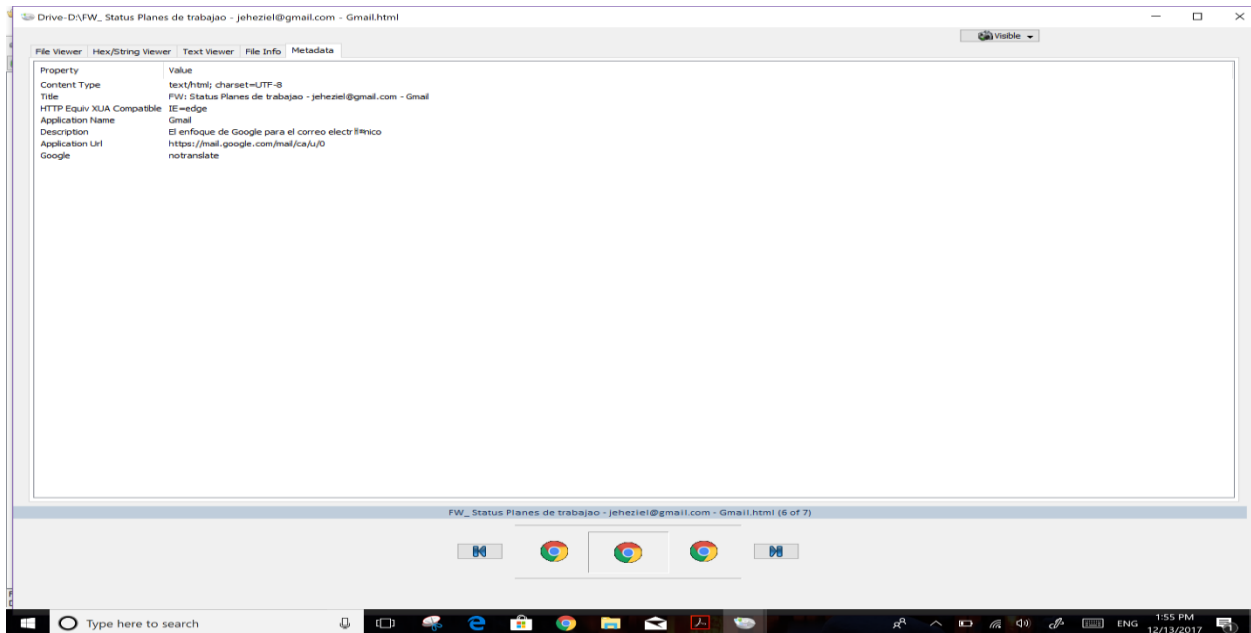 Drive-D:\FW_ Status Planes de trabajao - jeheziel@gmail.com - Gmail.html
Visible
File Viewer Hex/String Viewer Text Viewer File Info Metadata
Property Value
Content Type text/html; charset=UTF-8
Title FW: Status Planes de trabajao - jeheziel@gmail.com - Gmail
HTTP Equiv XUA Compatible IE=edge
Application Name Gmail
Description El enfoque de Google para el correo
Application Url https://mail.google.com/mail/ca/u/0
Google notranslate
FW_ Status Planes de trabajao - jeheziel@gmail.com - Gmail.html (6 of 7)
Type here to search
ENG
1:55 PM
12/13/2017